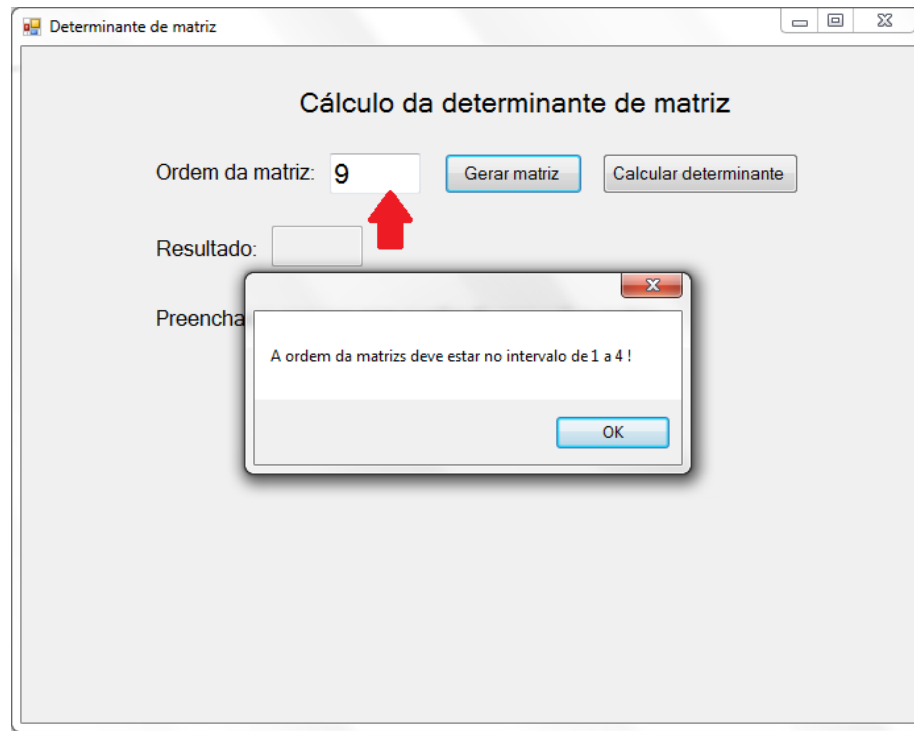 Determinante de matriz
Cálculo da determinante de matriz
Ordem da matriz: 9 Gerar matriz Calcular determinante
Resultado:
Preencha
A ordem da matrizs deve estar no intervalo de 1 a 4 !
OK